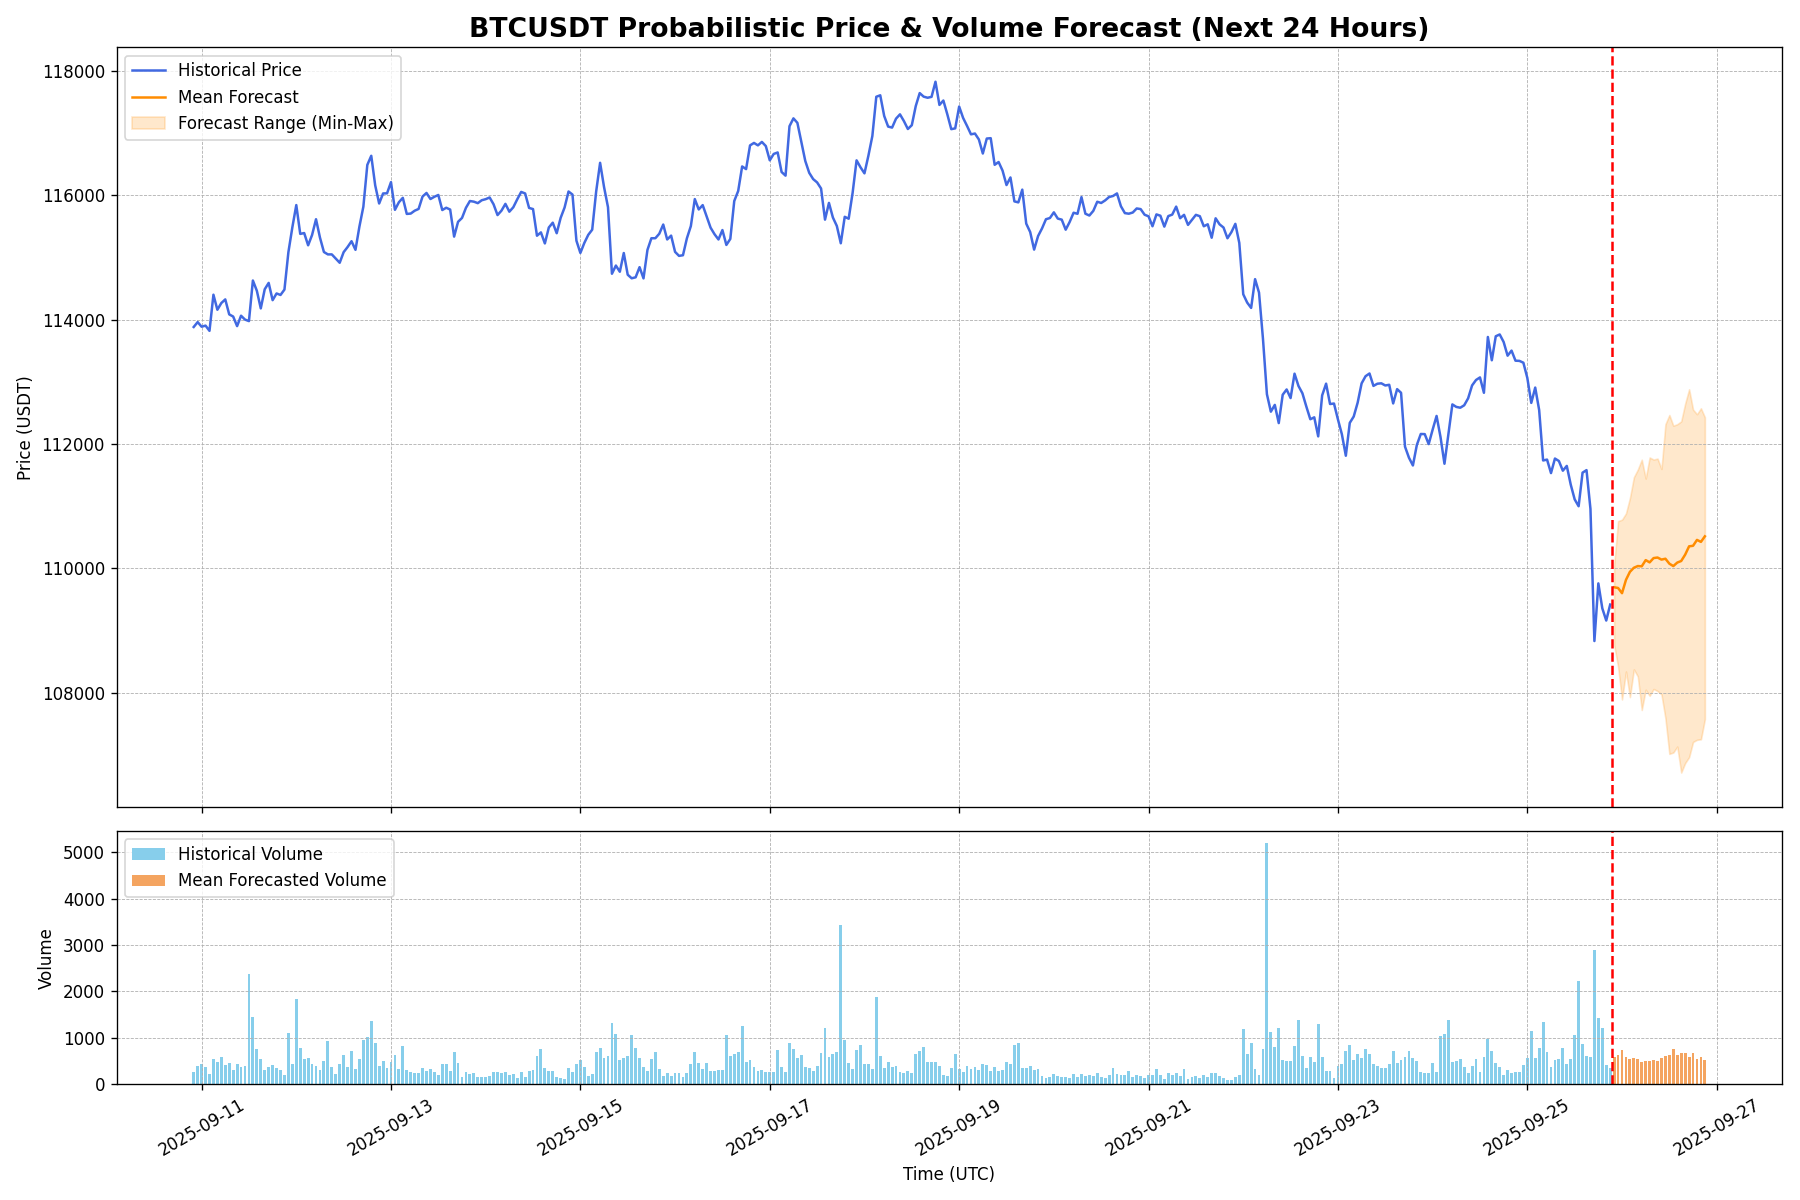 BTCUSDT Probabilistic Price & Volume Forecast (Next 24 Hours)
Historical Price
Mean Forecast
Forecast Range (Min-Max)
118000
116000
114000
112000
110000
108000
Price (USDT)
Historical Volume
Mean Forecasted Volume
5000
4000
3000
2000
1000
0
Volume
2025-09-11
2025-09-13
2025-09-15
2025-09-17
2025-09-19
2025-09-21
2025-09-23
2025-09-25
2025-09-27
Time (UTC)